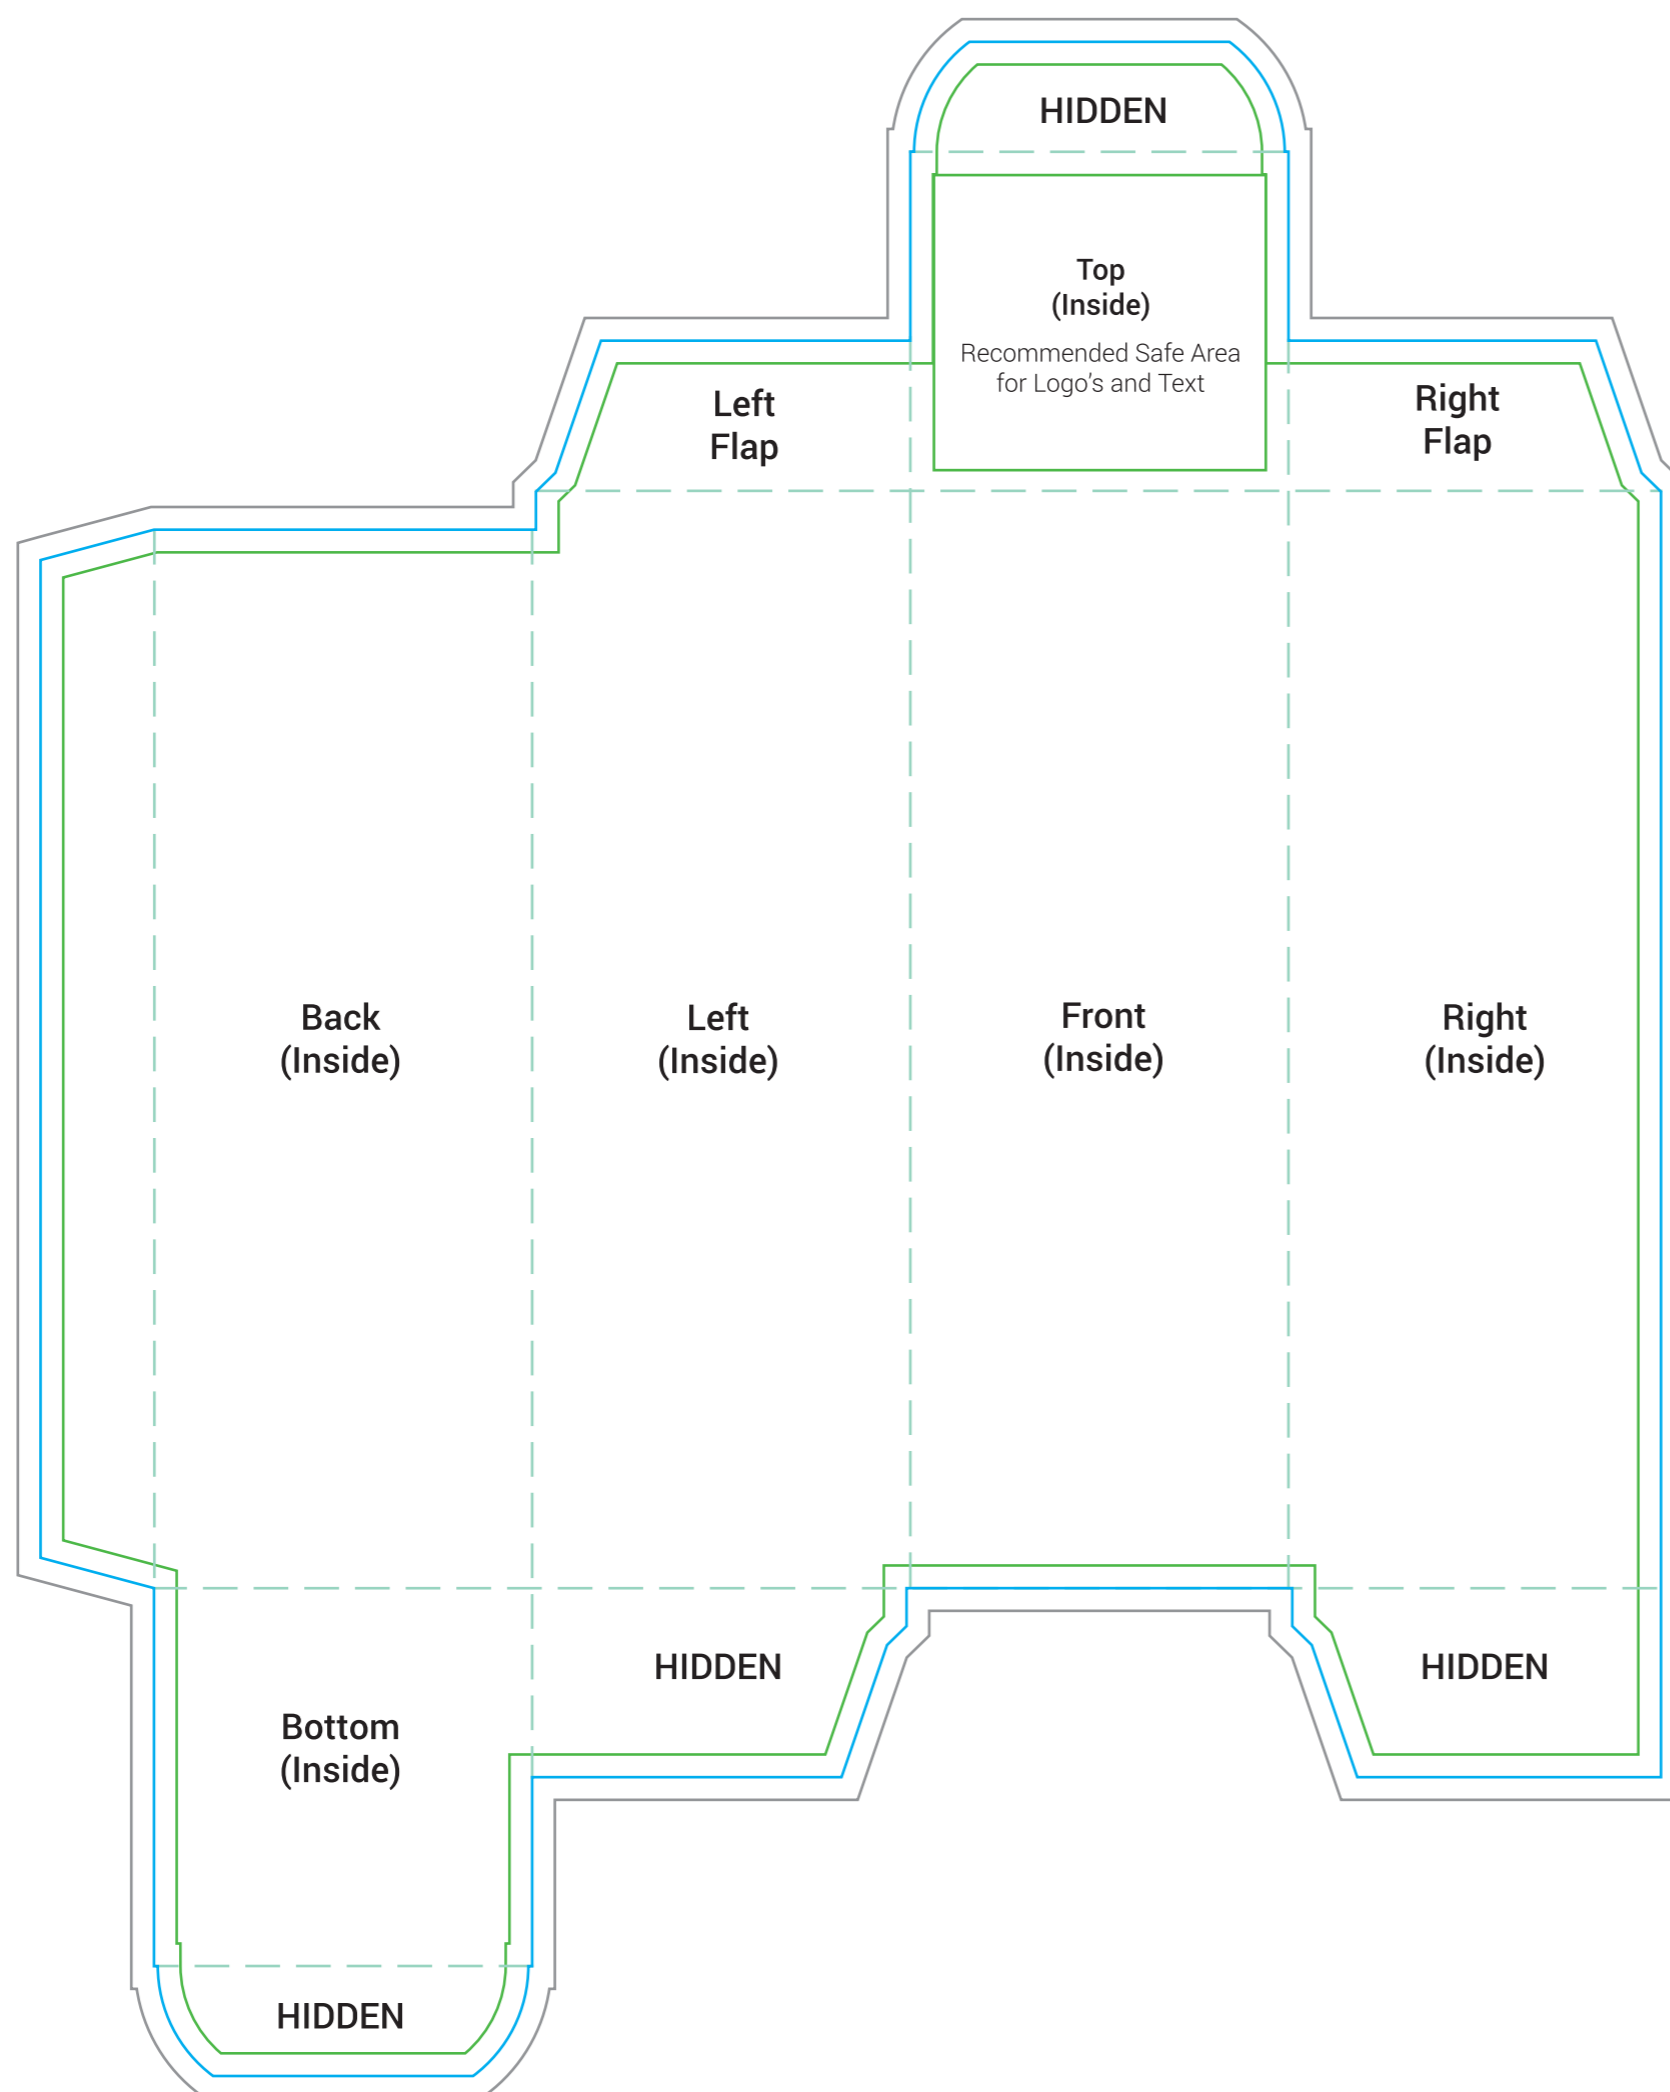 HIDDEN
Top
(Inside)
Recommended Safe Area
for Logo's and Text
Left
Flap
Right
Flap
Back
(Inside)
Left
(Inside)
Front
(Inside)
Right
(Inside)
HIDDEN
HIDDEN
Bottom
(Inside)
HIDDEN